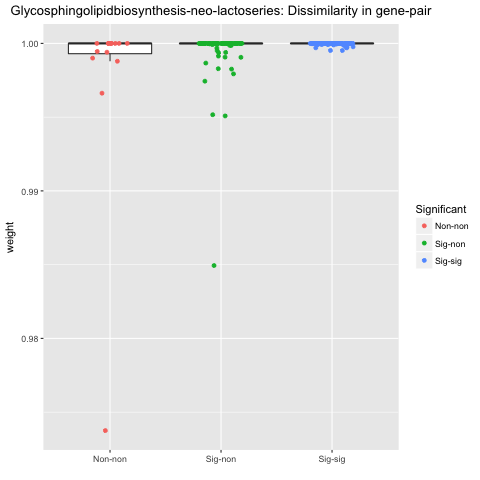 Glycosphingolipidbiosynthesis-neo-lactoseries: Dissimilarity in gene-pair
1.00
0.99
0.98
weight
Non-non
Sig-non
Sig-sig
Significant
Non-non
Sig-non
Sig-sig